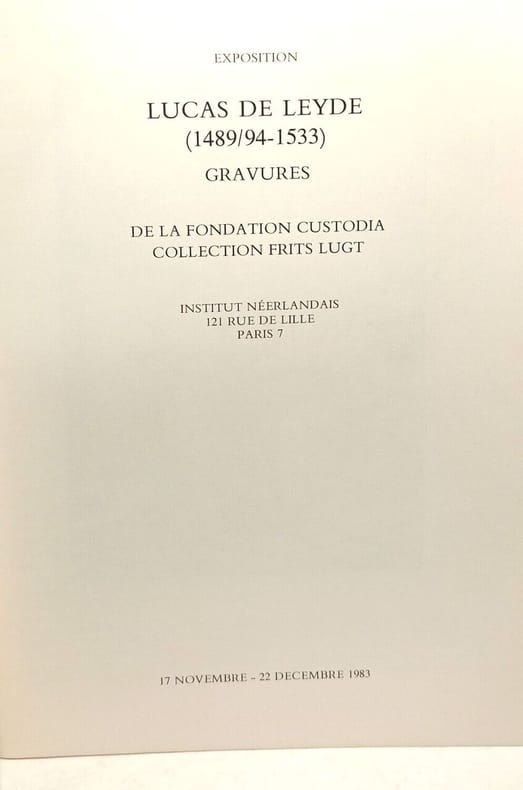 EXPOSITION
LUCAS DE LEYDE
(1489/94-1533)
GRAVURES
DE LA FONDATION CUSTODIA
COLLECTION FRITS LUGT
INSTITUT NÉERLANDAIS
121 RUE DE LILLE
PARIS 7
17 NOVEMBRE - 22 DECEMBRE 1983